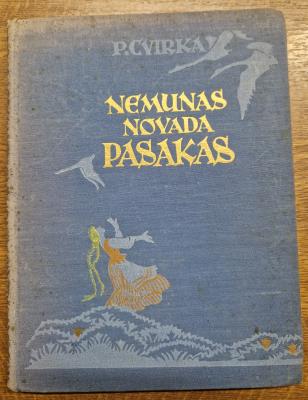 P. CVIRKA
NEMUNAS
NOVADA
PASAKAS